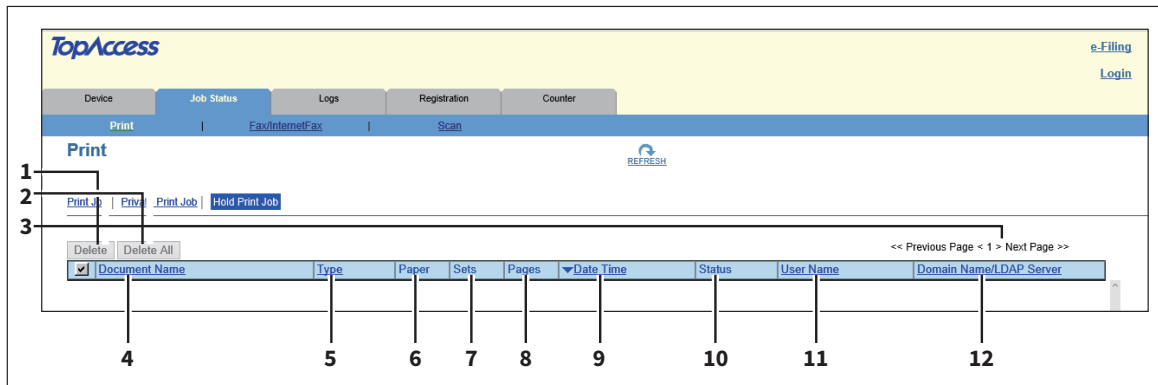 TopAccess
e-Filing
Login
Device Job Status Logs Registration Counter
Print | Fax/InternetFax | Scan
Print
REFRESH
1
2
Print Jo | Privat Print Job | Hold Print Job
3
Delete Delete All << Previous Page < 1 > Next Page >>
Document Name Type Paper Sets Pages Date Time Status User Name Domain Name/LDAP Server
4 5 6 7 8 9 10 11 12